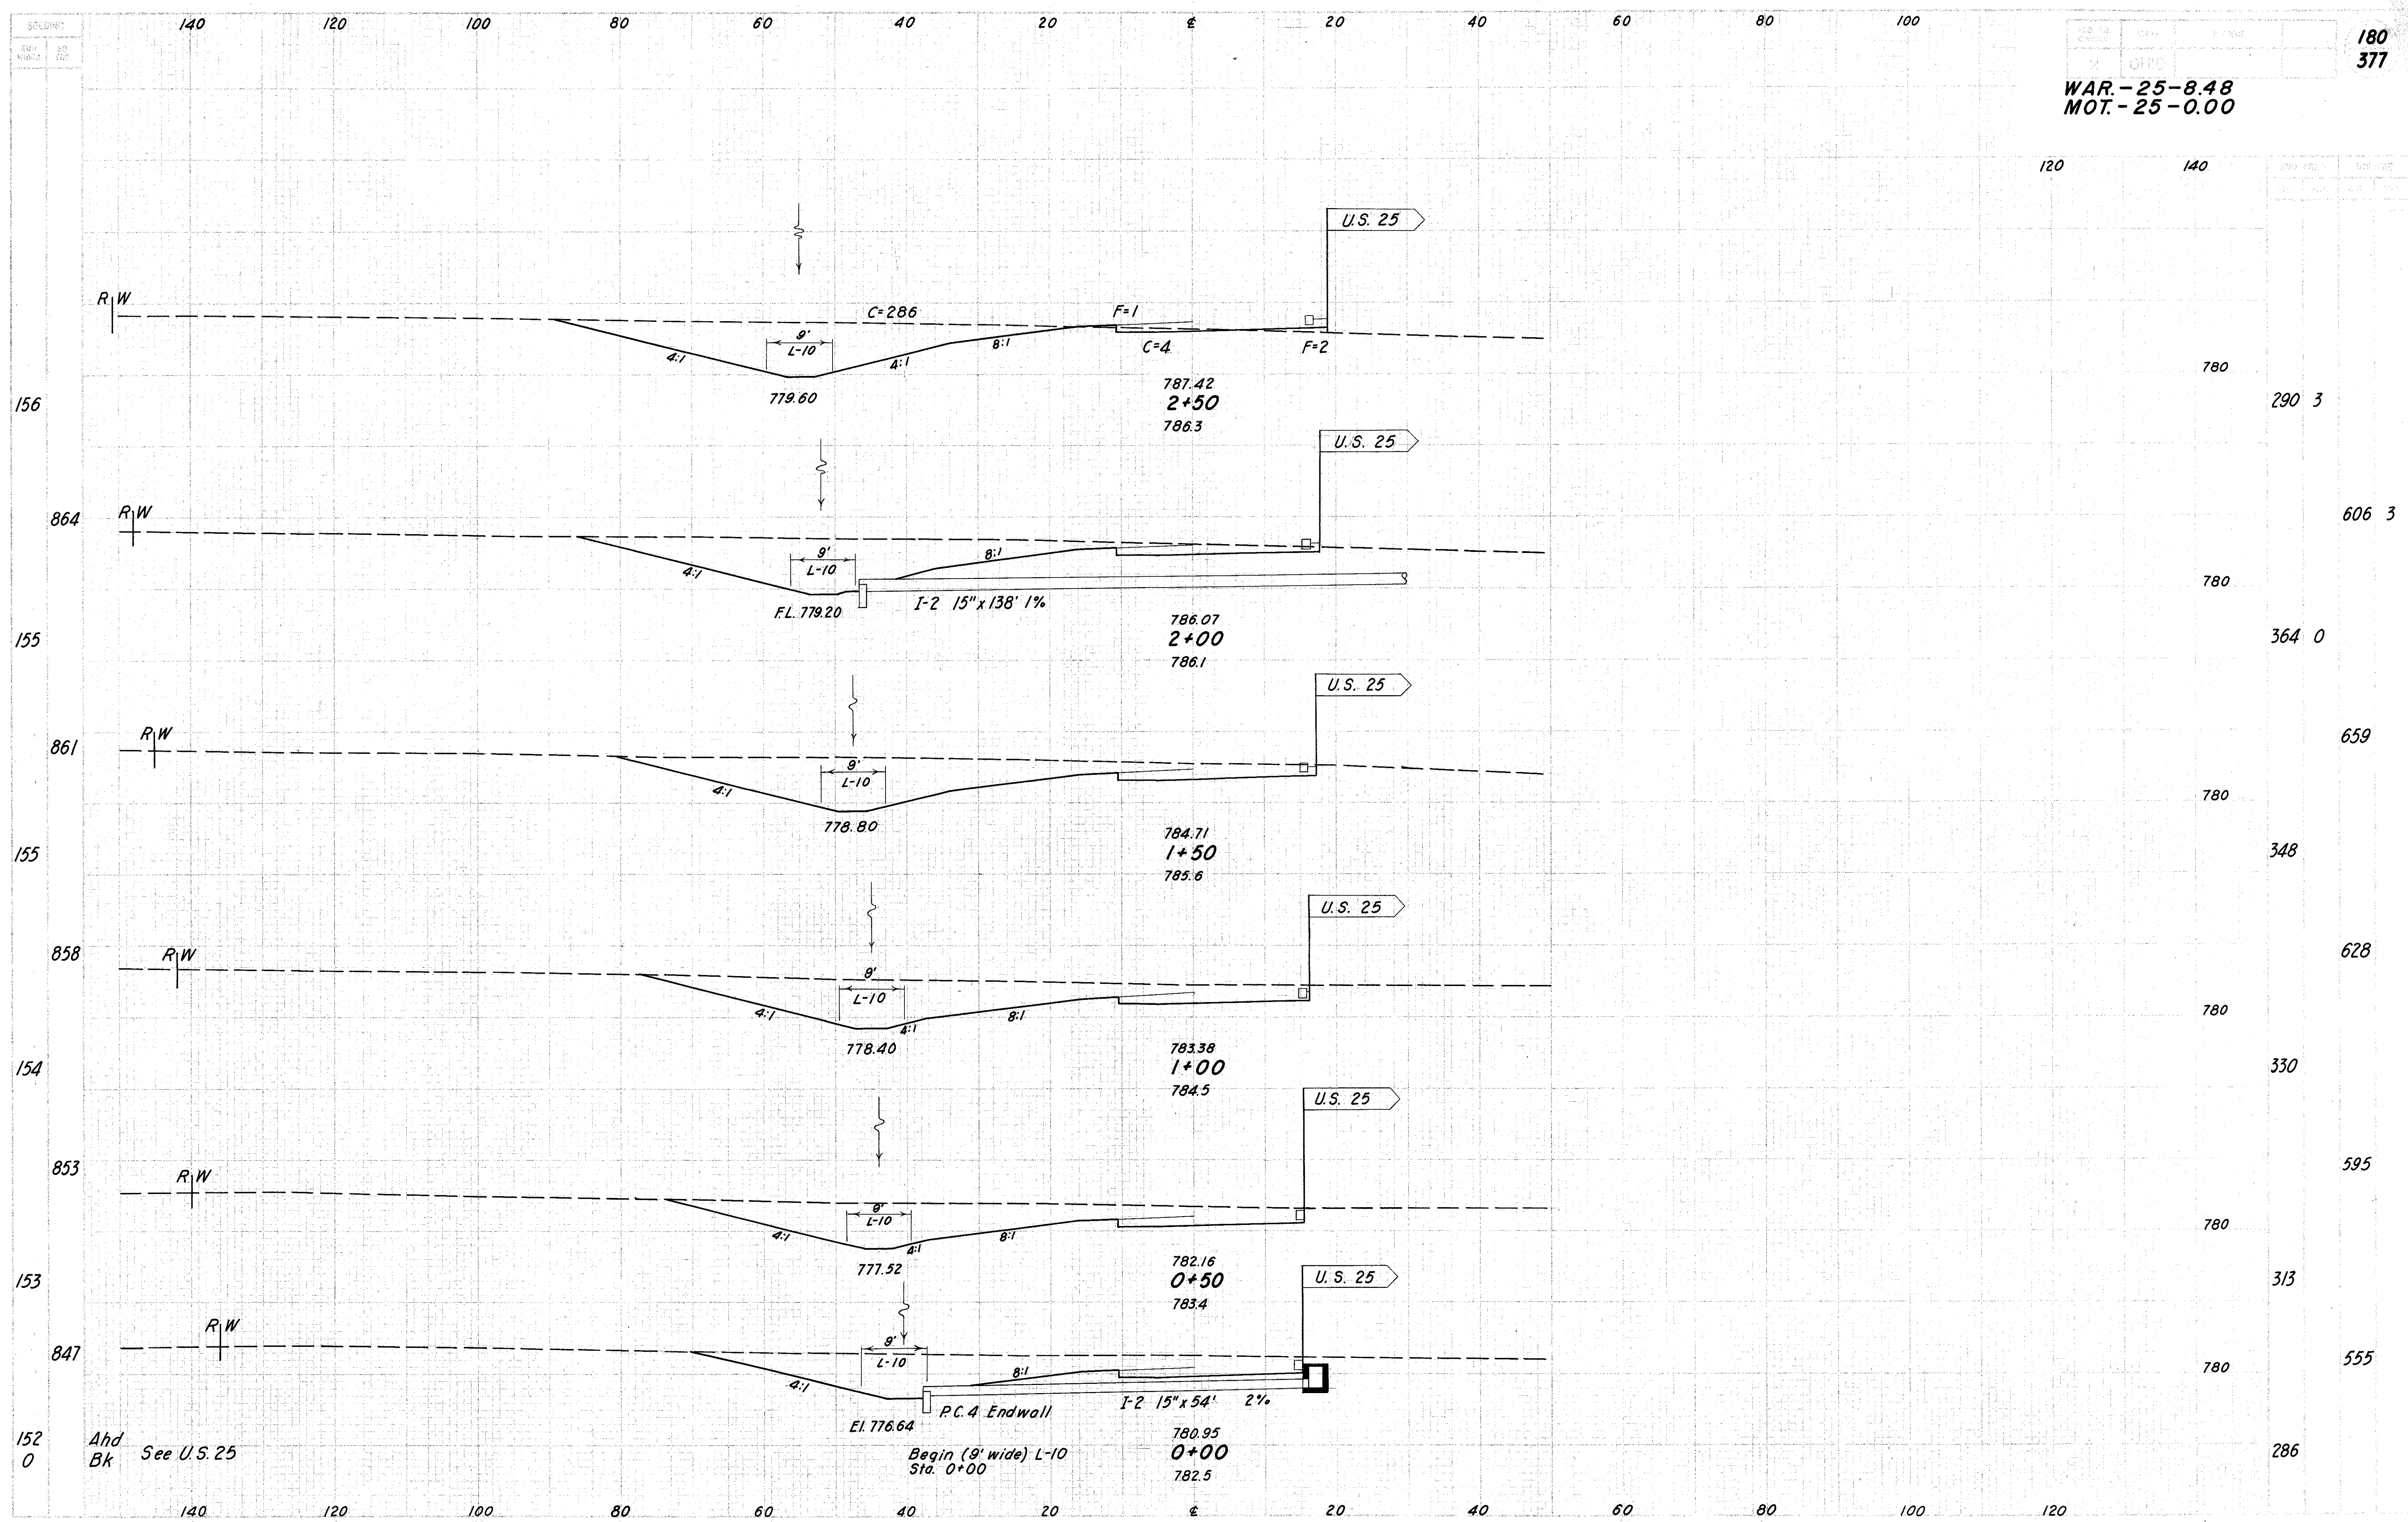 140 120 100 80 60 40 20 ℄ 20 40 60 80 100
180
377
WAR.-25-8.48
MOT.-25-0.00
120 140
U.S. 25
R W
C=286 F=1
9'
L-10
4:1 4:1 8:1 C=4 F=2
780
779.60
787.42
156 2+50 290 3
786.3
U.S. 25
864 R W 606 3
9' 8:1
L-10
4:1 780
F.L. 779.20 I-2 15"x138' 1%
786.07
155 2+00 364 0
786.1
U.S. 25
861 R W 659
9'
L-10
4:1 780
778.80
784.71
155 1+50 348
785.6
U.S. 25
858 R W 628
9'
L-10
4:1 4:1 8:1 780
778.40 783.38
154 1+00 330
784.5
U.S. 25
853 R W 595
9'
L-10
4:1 4:1 8:1 780
777.52 782.16
153 0+50 313
783.4
U.S. 25
847 R W 555
9'
L-10 8:1 780
4:1
P.C.4 Endwall I-2 15"x54' 2%
El. 776.64
780.95
152 Ahd
0 Bk See U.S. 25
Begin (9' wide) L-10 0+00 286
Sta. 0+00
782.5
140 120 100 80 60 40 20 ℄ 20 40 60 80 100 120